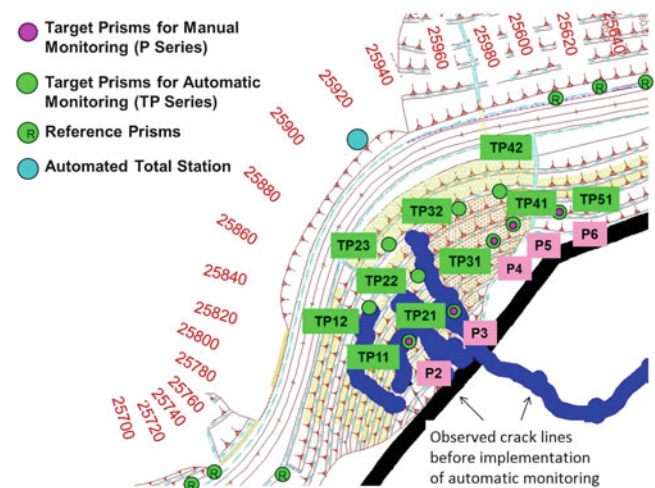 Target Prisms for Manual
Monitoring (P Series)
Target Prisms for Automatic
Monitoring (TP Series)
R Reference Prisms
Automated Total Station
25940
25960
25980
25600
25620
25640
25920
25900
25880
25860
25840
25820
25800
25780
25760
25740
25720
25700
R
R
R
TP42
TP41
TP51
TP32
TP23
TP31
P6
P5
P4
TP22
TP12
TP21
P3
TP11
P2
R
R
R
Observed crack lines
before implementation
of automatic monitoring